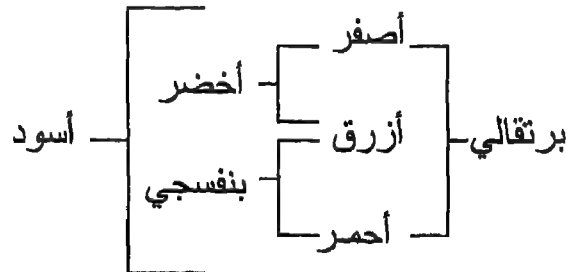 أصفر
أخضر
أسود
أزرق
برتقالي
بنفسجي
أحمر